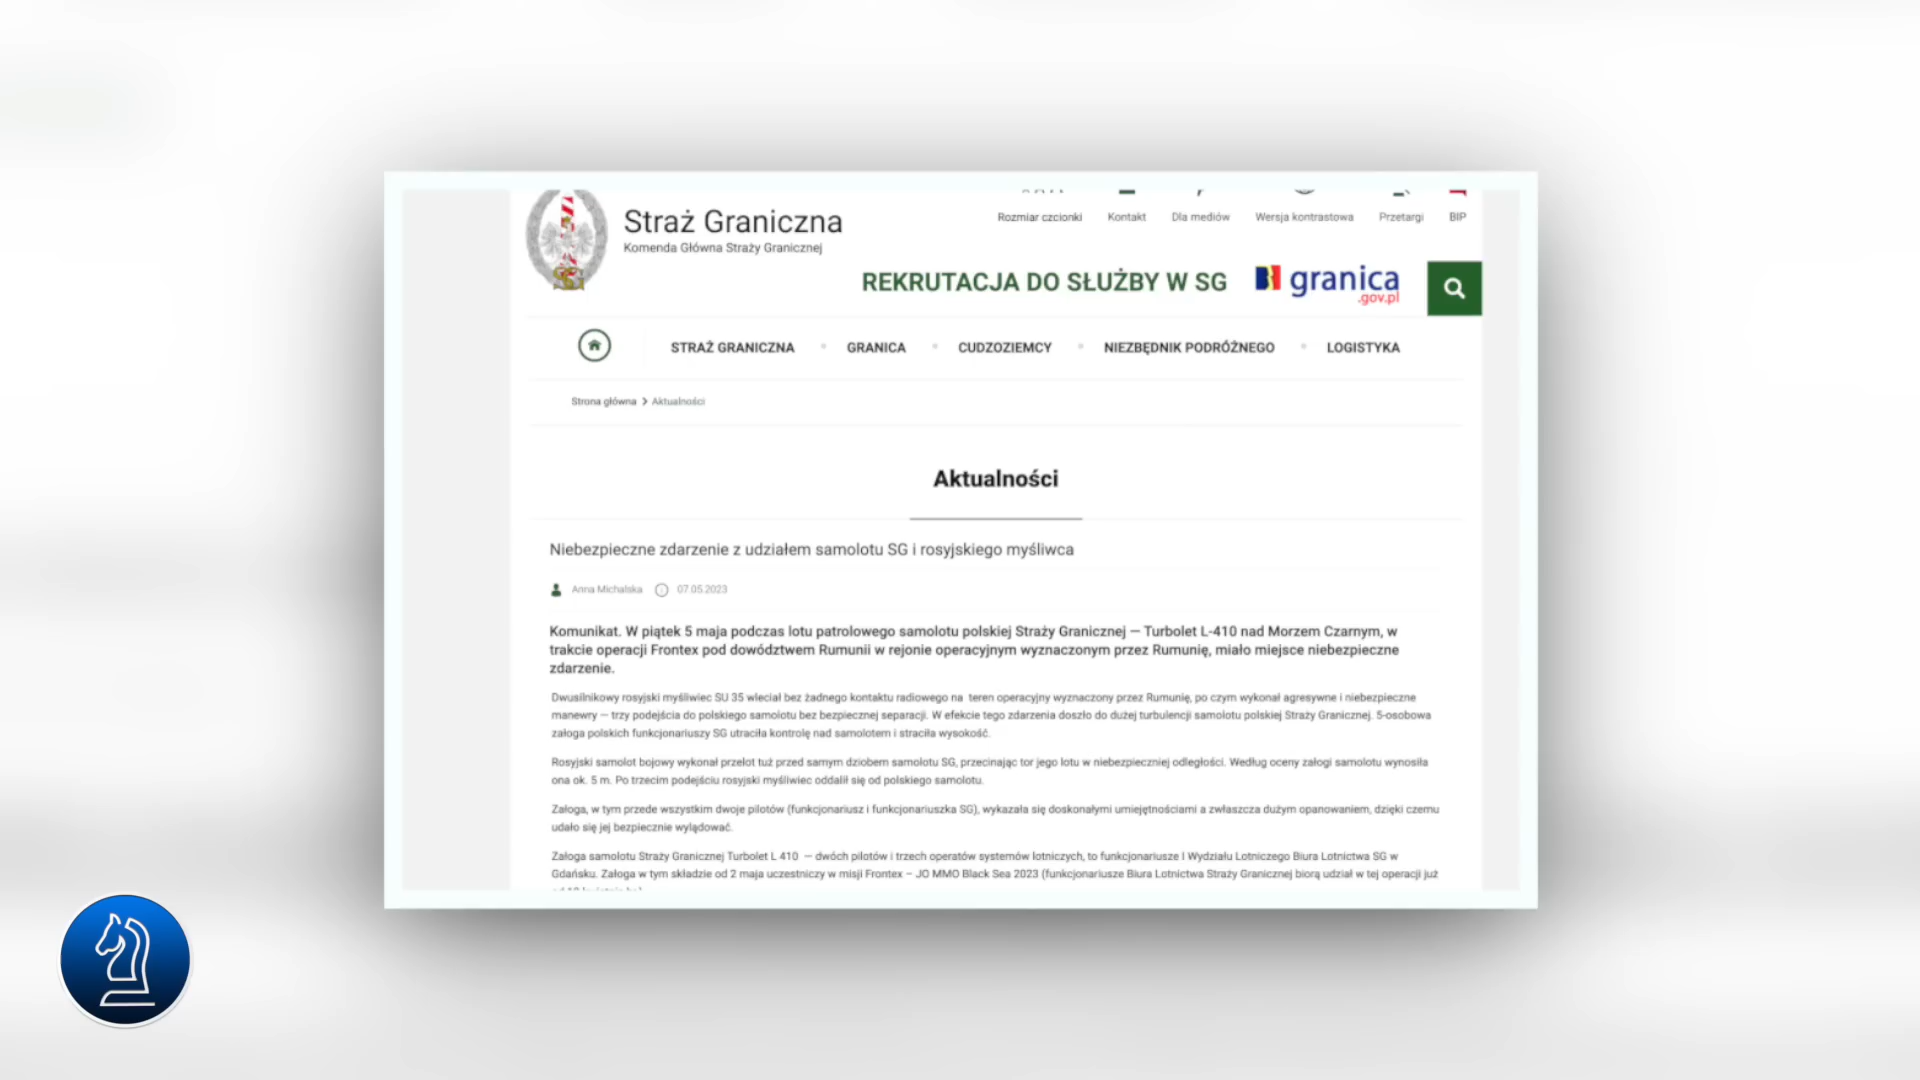 Straż Graniczna
Komenda Główna Straży Granicznej
Rozmiar czcionki Kontakt Dla mediów Wersja kontrastowa Przetargi BIP
REKRUTACJA DO SŁUŻBY W SG
granica
.gov.pl
STRAŻ GRANICZNA GRANICA CUDZOZIEMCY NIEZBĘDNIK PODRÓŻNEGO LOGISTYKA
Strona główna > Aktualności
Aktualności
Niebezpieczne zdarzenie z udziałem samolotu SG i rosyjskiego myśliwca
Anna Michalska 07.05.2023
Komunikat. W piątek 5 maja podczas lotu patrolowego samolotu polskiej Straży Granicznej — Turbolet L-410 nad Morzem Czarnym, w
trakcie operacji Frontex pod dowództwem Rumunii w rejonie operacyjnym wyznaczonym przez Rumunię, miało miejsce niebezpieczne
zdarzenie.
Dwusilnikowy rosyjski myśliwiec SU 35 wleciał bez żadnego kontaktu radiowego na teren operacyjny wyznaczony przez Rumunię, po czym wykonał agresywne i niebezpieczne
manewry — trzy podejścia do polskiego samolotu bez bezpiecznej separacji. W efekcie tego zdarzenia doszło do dużej turbulencji samolotu polskiej Straży Granicznej. 5-osobowa
załoga polskich funkcjonariuszy SG utraciła kontrolę nad samolotem i straciła wysokość.
Rosyjski samolot bojowy wykonał przelot tuż przed samym dziobem samolotu SG, przecinając tor jego lotu w niebezpieczniej odległości. Według oceny załogi samolotu wynosiła
ona ok. 5 m. Po trzecim podejściu rosyjski myśliwiec oddalił się od polskiego samolotu.
Załoga, w tym przede wszystkim dwoje pilotów (funkcjonariusz i funkcjonariuszka SG), wykazała się doskonałymi umiejętnościami a zwłaszcza dużym opanowaniem, dzięki czemu
udało się jej bezpiecznie wylądować.
Załoga samolotu Straży Granicznej Turbolet L 410 — dwóch pilotów i trzech operatów systemów lotniczych, to funkcjonariusze I Wydziału Lotniczego Biura Lotnictwa SG w
Gdańsku. Załoga w tym składzie od 2 maja uczestniczy w misji Frontex – JO MMO Black Sea 2023 (funkcjonariusze Biura Lotnictwa Straży Granicznej biorą udział w tej operacji już